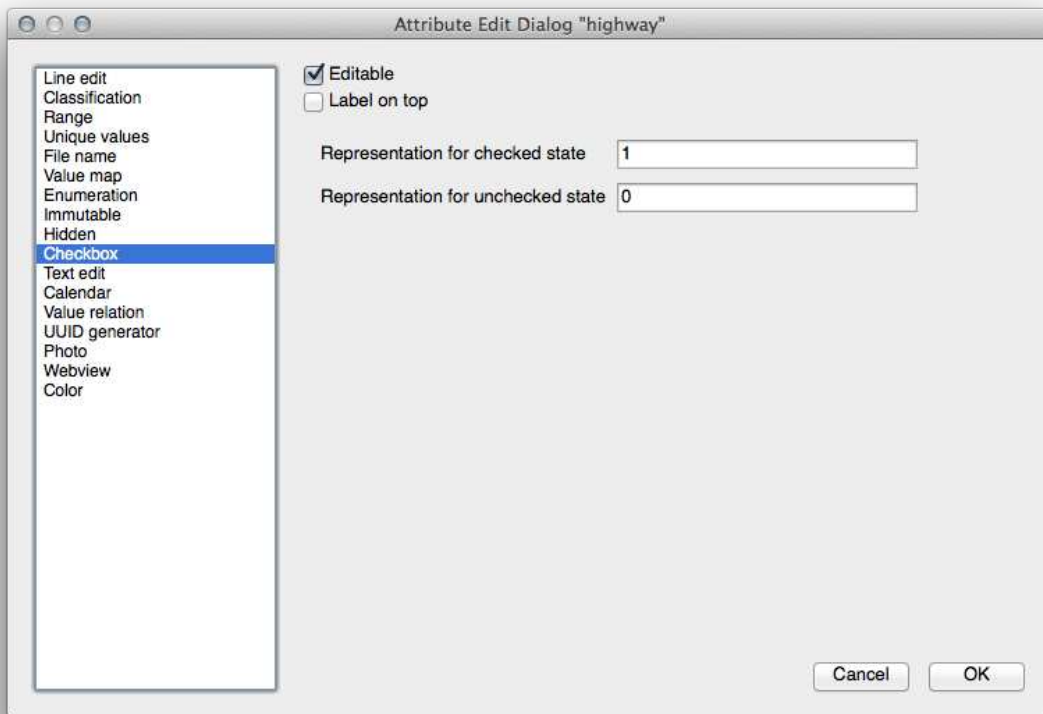 Attribute Edit Dialog "highway"
Line edit
Classification
Range
Unique values
File name
Value map
Enumeration
Immutable
Hidden
Checkbox
Text edit
Calendar
Value relation
UUID generator
Photo
Webview
Color
Editable
Label on top
Representation for checked state 1
Representation for unchecked state 0
Cancel OK